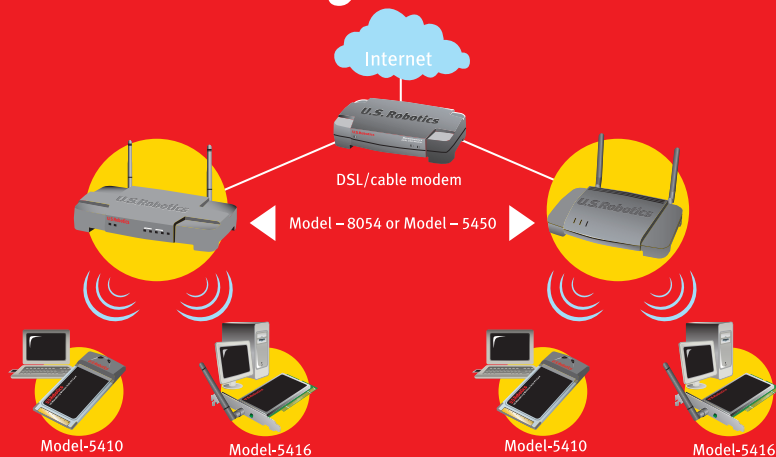 Internet
U.S. Robotics
DSL/cable modem
U.S.Robotics
Model – 8054 or Model – 5450
U.S.Robotics
Model-5410
Model-5416
Model-5410
Model-5416